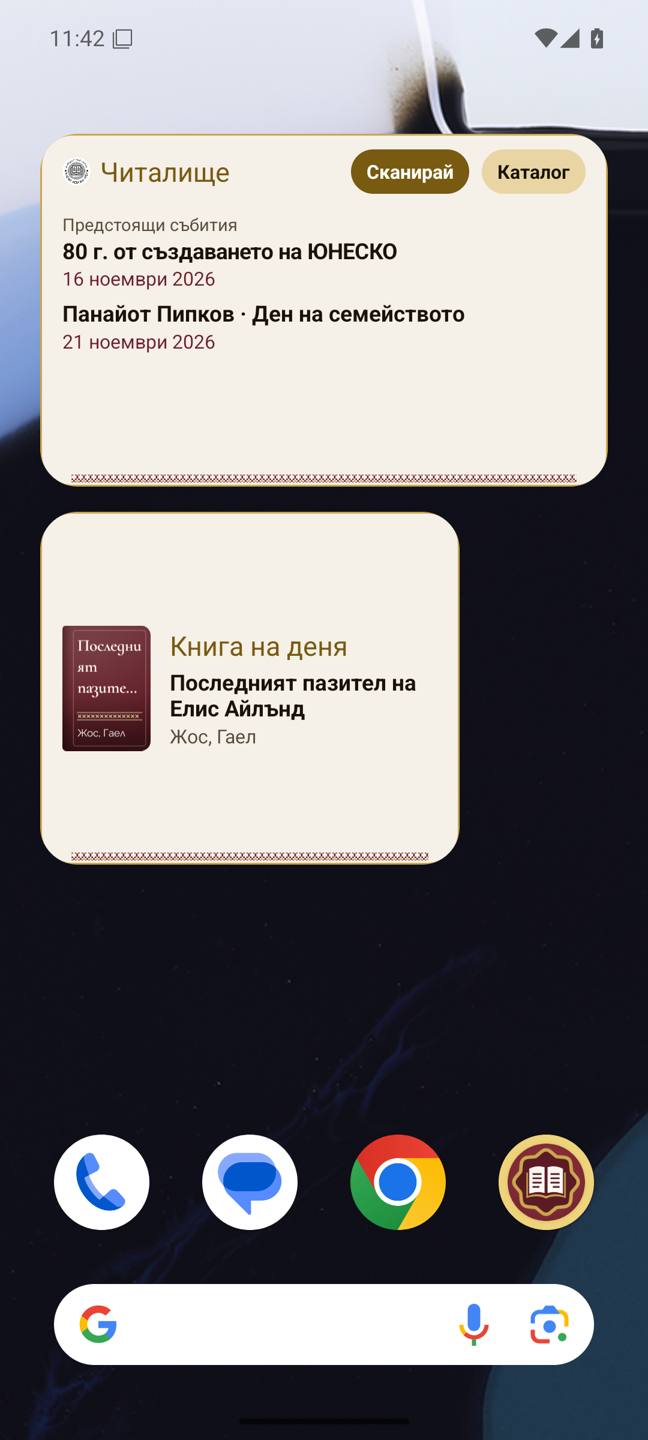 11:42
Читалище
Сканирай
Каталог
Предстоящи събития
80 г. от създаването на ЮНЕСКО
16 ноември 2026
Панайот Пипков · Ден на семейството
21 ноември 2026
Последни
ят
пазите...
Жос, Гаел
Книга на деня
Последният пазител на
Елис Айлънд
Жос, Гаел